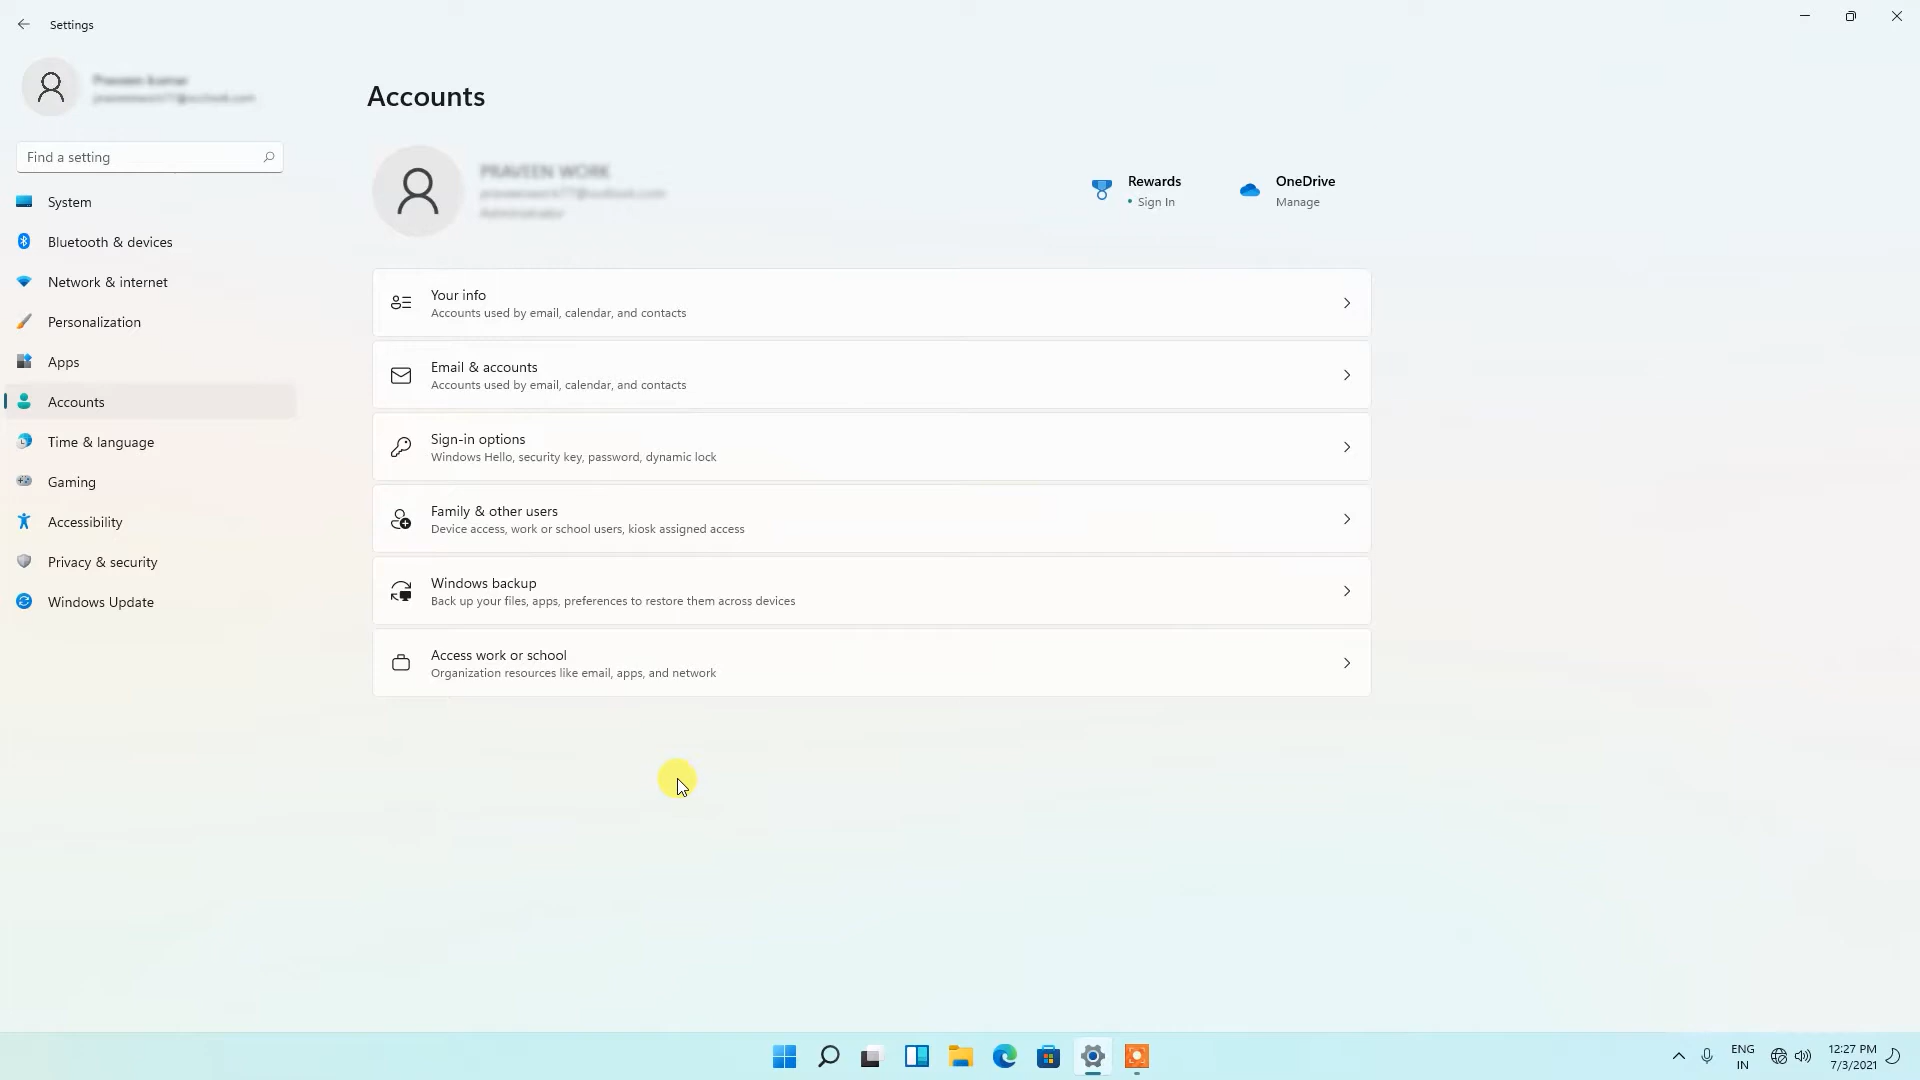 Settings
Accounts
Find a setting
Rewards
Sign In
OneDrive
Manage
System
Bluetooth & devices
Network & internet
Personalization
Apps
Accounts
Time & language
Gaming
Accessibility
Privacy & security
Windows Update
Your info
Accounts used by email, calendar, and contacts
Email & accounts
Accounts used by email, calendar, and contacts
Sign-in options
Windows Hello, security key, password, dynamic lock
Family & other users
Device access, work or school users, kiosk assigned access
Windows backup
Back up your files, apps, preferences to restore them across devices
Access work or school
Organization resources like email, apps, and network
ENG
IN
12:27 PM
7/3/2021